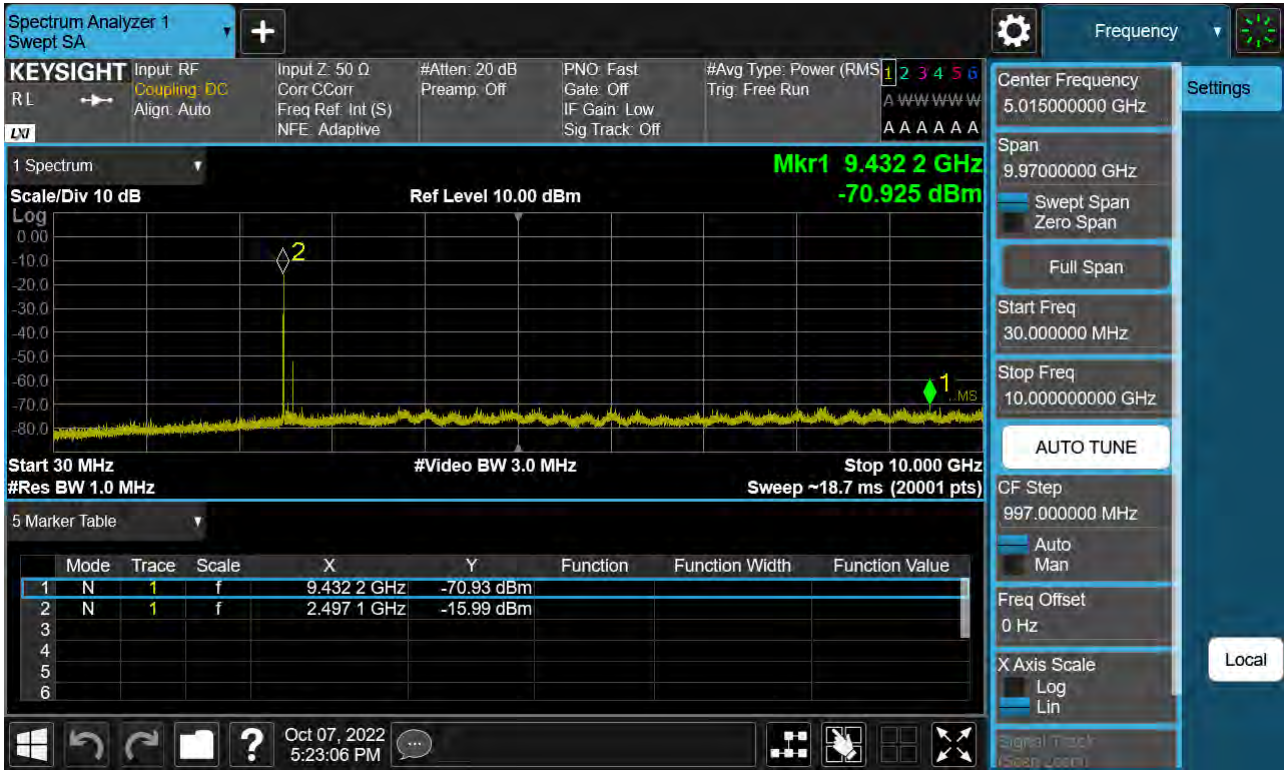 Spectrum Analyzer 1
Swept SA
Frequency
KEYSIGHT
RL
LXI
Input: RF
Coupling: DC
Align: Auto
Input Z: 50 Ω
Corr CCorr
Freq Ref: Int (S)
NFE: Adaptive
#Atten: 20 dB
Preamp: Off
PNO: Fast
Gate: Off
IF Gain: Low
Sig Track: Off
#Avg Type: Power (RMS
Trig: Free Run
1 2 3 4 5 6
A W W W W W
A A A A A A
1 Spectrum
Mkr1 9.432 2 GHz
-70.925 dBm
Scale/Div 10 dB
Ref Level 10.00 dBm
Log
0.00
-10.0
-20.0
-30.0
-40.0
-50.0
-60.0
-70.0
-80.0
2
1
MS
Start 30 MHz
#Video BW 3.0 MHz
Stop 10.000 GHz
#Res BW 1.0 MHz
Sweep ~18.7 ms (20001 pts)
5 Marker Table
Mode Trace Scale X Y Function Function Width Function Value
1 N 1 f 9.432 2 GHz -70.93 dBm
2 N 1 f 2.497 1 GHz -15.99 dBm
3
4
5
6
Oct 07, 2022
5:23:06 PM
Center Frequency
5.015000000 GHz
Span
9.97000000 GHz
Swept Span
Zero Span
Full Span
Start Freq
30.000000 MHz
Stop Freq
10.000000000 GHz
AUTO TUNE
CF Step
997.000000 MHz
Auto
Man
Freq Offset
0 Hz
X Axis Scale
Log
Lin
Signal Track
(Span Zoom)
Settings
Local